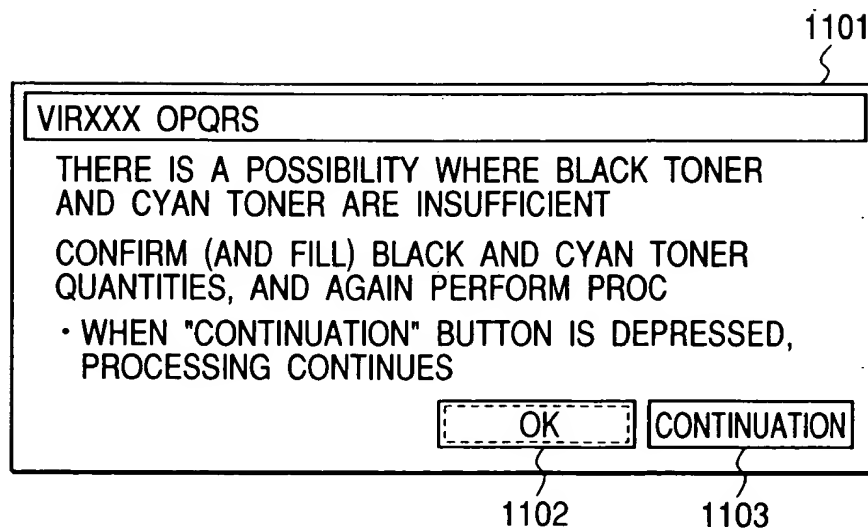 1101
VIRXXX OPQRS
THERE IS A POSSIBILITY WHERE BLACK TONER
AND CYAN TONER ARE INSUFFICIENT
CONFIRM (AND FILL) BLACK AND CYAN TONER
QUANTITIES, AND AGAIN PERFORM PROC
· WHEN "CONTINUATION" BUTTON IS DEPRESSED,
PROCESSING CONTINUES
OK CONTINUATION
1102 1103